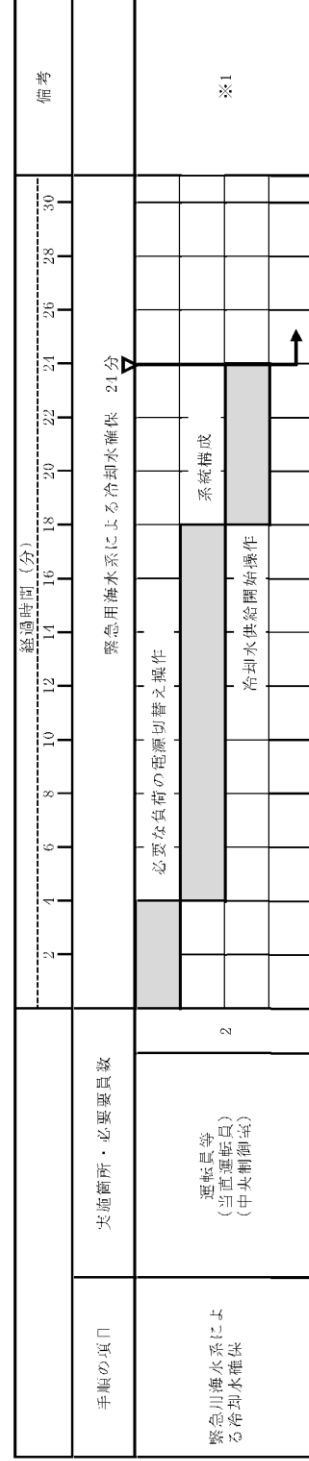 経過時間（分）
備考
2 4 6 8 10 12 14 16 18 20 22 24 26 28 30
手順の項目
実施箇所・必要要員数
緊急用海水系による冷却水確保 24分
緊急用海水系によ
る冷却水確保
運転員等
（当直運転員）
（中央制御室）
2
必要な負荷の電源切替え操作
系統構成
冷却水供給開始操作
※1